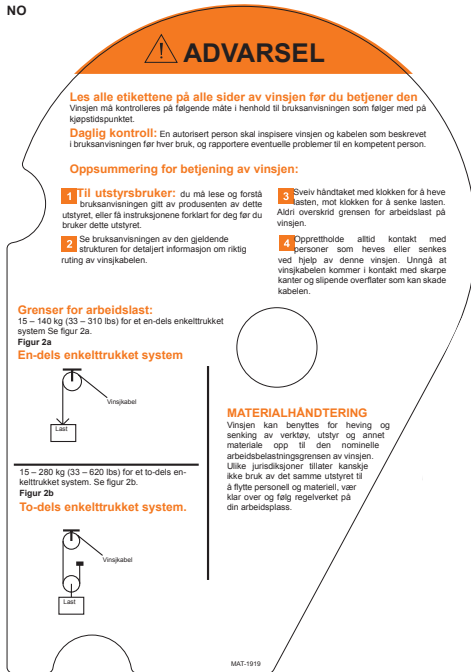 NO
ADVARSEL
Les alle etikettene på alle sider av vinsjen før du betjener den
Vinsjen må kontrolleres på følgende måte i henhold til bruksanvisningen som følger med på
kjøpstidspunktet.
Daglig kontroll: En autorisert person skal inspisere vinsjen og kabelen som beskrevet
i bruksanvisningen før hver bruk, og rapportere eventuelle problemer til en kompetent person.
Oppsummering for betjening av vinsjen:
1 Til utstyrsbruker: du må lese og forstå
bruksanvisningen gitt av produsenten av dette
utstyret, eller få instruksjonene forklart for deg før du
bruker dette utstyret.
2 Se bruksanvisningen av den gjeldende
strukturen for detaljert informasjon om riktig
ruting av vinsjkabelen.
3 Sveiv håndtaket med klokken for å heve
lasten, mot klokken for å senke lasten.
Aldri overskrid grensen for arbeidslast på
vinsjen.
4 Opprettholde alltid kontakt med
personer som heves eller senkes
ved hjelp av denne vinsjen. Unngå at
vinsjkabelen kommer i kontakt med skarpe
kanter og slipende overflater som kan skade
kabelen.
Grenser for arbeidslast:
15 – 140 kg (33 – 310 lbs) for et en-dels enkelttrukket
system Se figur 2a.
Figur 2a
En-dels enkelttrukket system
Vinsjkabel
Last
15 – 280 kg (33 – 620 lbs) for et to-dels en-
kelttrukket system. Se figur 2b.
Figur 2b
To-dels enkelttrukket system.
Vinsjkabel
Last
MATERIALHÅNDTERING
Vinsjen kan benyttes for heving og
senking av verktøy, utstyr og annet
materiale opp til den nominelle
arbeidsbelastningsgrensen av vinsjen.
Ulike jurisdiksjoner tillater kanskje
ikke bruk av det samme utstyret til
å flytte personell og materiell, vær
klar over og følg regelverket på
din arbeidsplass.
MAT-1919